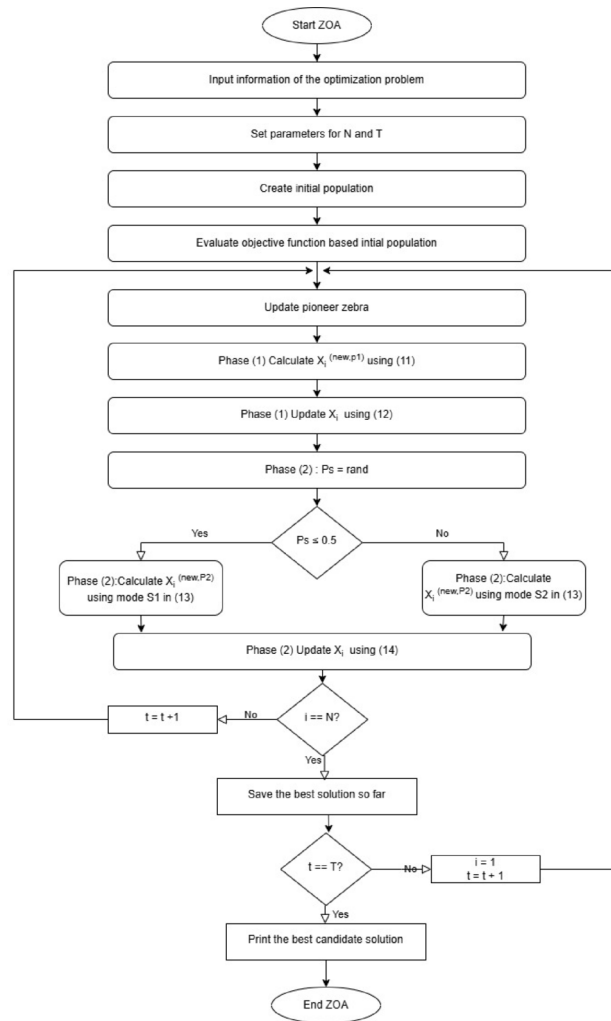 Start ZOA
Input information of the optimization problem
Set parameters for N and T
Create initial population
Evaluate objective function based intial population
Update pioneer zebra
Phase (1) Calculate Xi (new,p1) using (11)
Phase (1) Update Xi using (12)
Phase (2) : Ps = rand
Yes
Ps ≤ 0.5
No
Phase (2):Calculate Xi (new,P2)
using mode S1 in (13)
Phase (2):Calculate
Xi (new,P2) using mode S2 in (13)
Phase (2) Update Xi using (14)
t = t +1
No
i == N?
Yes
Save the best solution so far
t == T?
No
i = 1
t = t + 1
Yes
Print the best candidate solution
End ZOA